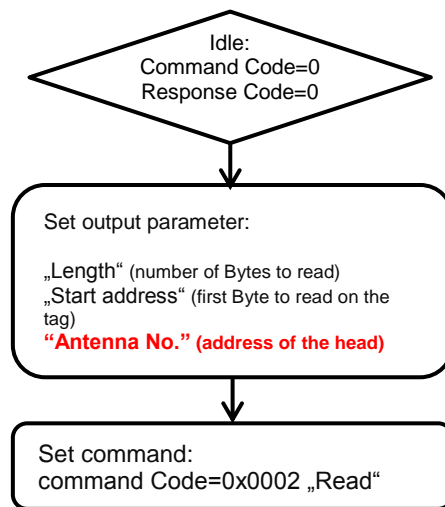 Idle:
Command Code=0
Response Code=0
Set output parameter:
„Length“ (number of Bytes to read)
„Start address“ (first Byte to read on the
tag)
“Antenna No.” (address of the head)
Set command:
command Code=0x0002 „Read“